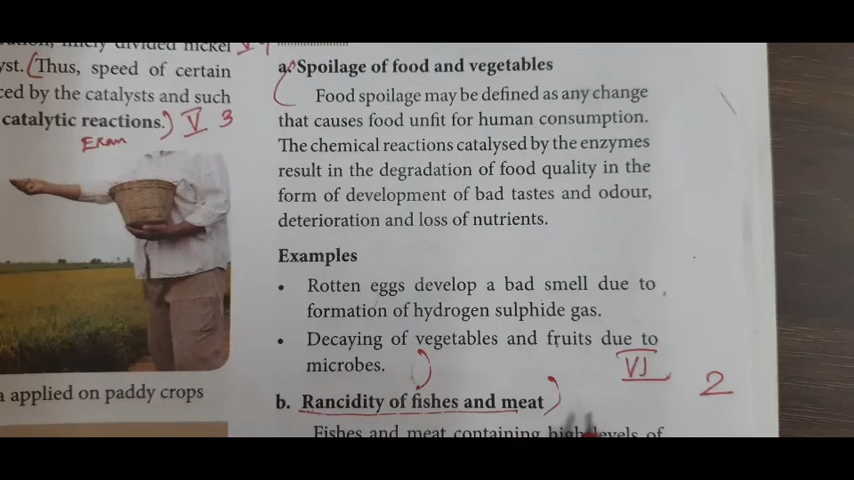 finely divided nickel
yst. (Thus, speed of certain
ced by the catalysts and such
catalytic reactions.) V 3
Exam
a applied on paddy crops
a. Spoilage of food and vegetables
Food spoilage may be defined as any change
that causes food unfit for human consumption.
The chemical reactions catalysed by the enzymes
result in the degradation of food quality in the
form of development of bad tastes and odour,
deterioration and loss of nutrients.
Examples
• Rotten eggs develop a bad smell due to
formation of hydrogen sulphide gas.
• Decaying of vegetables and fruits due to
microbes.
VI 2
b. Rancidity of fishes and meat
Fishes and meat containing high levels of